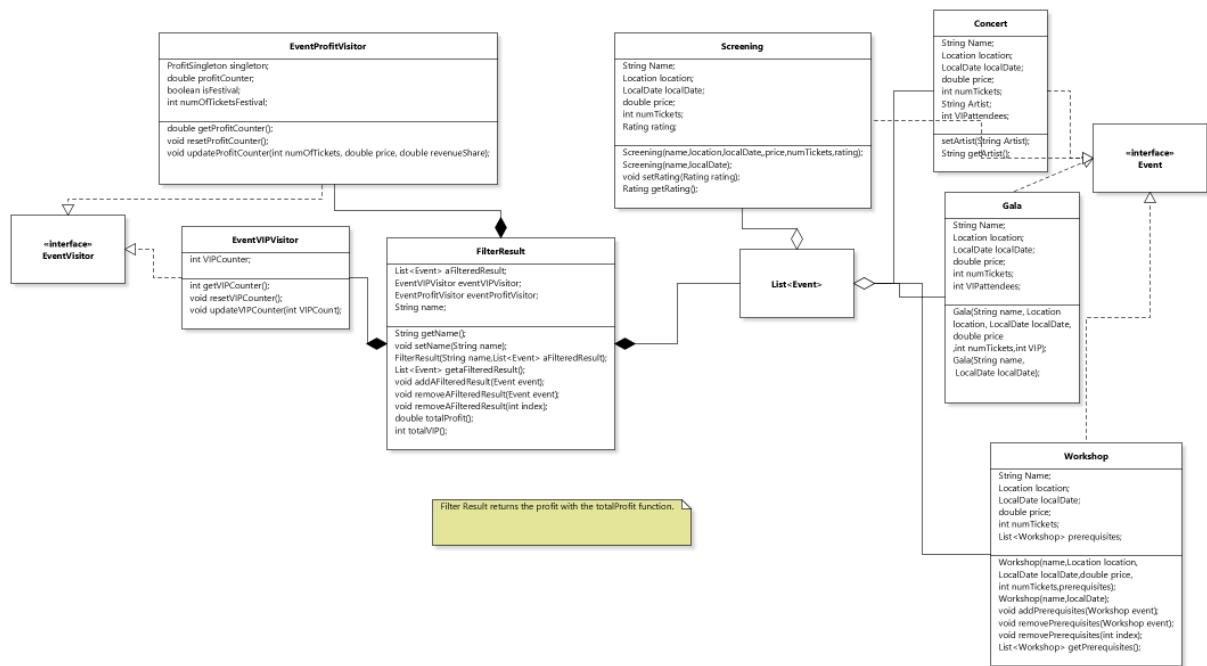 EventProfitVisitor
ProfitSingleton singleton;
double profitCounter;
boolean isFestival;
int numOfTicketsFestival;
double getProfitCounter();
void resetProfitCounter();
void updateProfitCounter(int numOfTickets, double price, double revenueShare);
Screening
String Name;
Location location;
LocalDate localDate;
double price;
int numTickets;
Rating rating;
Screening(name,location,localDate,,price,numTickets,rating);
Screening(name,localDate);
void setRating(Rating rating);
Rating getRating();
Concert
String Name;
Location location;
LocalDate localDate;
double price;
int numTickets;
String Artist;
int VIPattendees;
setArtist(String Artist);
String getArtist();
«interface»
Event
«interface»
EventVisitor
EventVIPVisitor
int VIPCounter;
int getVIPCounter();
void resetVIPCounter();
void updateVIPCounter(int VIPCount);
FilterResult
List<Event> aFilteredResult;
EventVIPVisitor eventVIPVisitor;
EventProfitVisitor eventProfitVisitor;
String name;
String getName();
void setName(String name);
FilterResult(String name,List<Event> aFilteredResult);
List<Event> getaFilteredResult();
void addAFilteredResult(Event event);
void removeAFilteredResult(Event event);
void removeAFilteredResult(int index);
double totalProfit();
int totalVIP();
List<Event>
Gala
String Name;
Location location;
LocalDate localDate;
double price;
int numTickets;
int VIPattendees;
Gala(String name, Location
location, LocalDate localDate,
double price
,int numTickets,int VIP);
Gala(String name,
LocalDate localDate);
Workshop
String Name;
Location location;
LocalDate localDate;
double price;
int numTickets;
List<Workshop> prerequisites;
Workshop(name,Location location,
LocalDate localDate,double price,
int numTickets,prerequisites);
Workshop(name,localDate);
void addPrerequisites(Workshop event);
void removePrerequisites(Workshop event);
void removePrerequisites(int index);
List<Workshop> getPrerequisites();
Filter Result returns the profit with the totalProfit function.